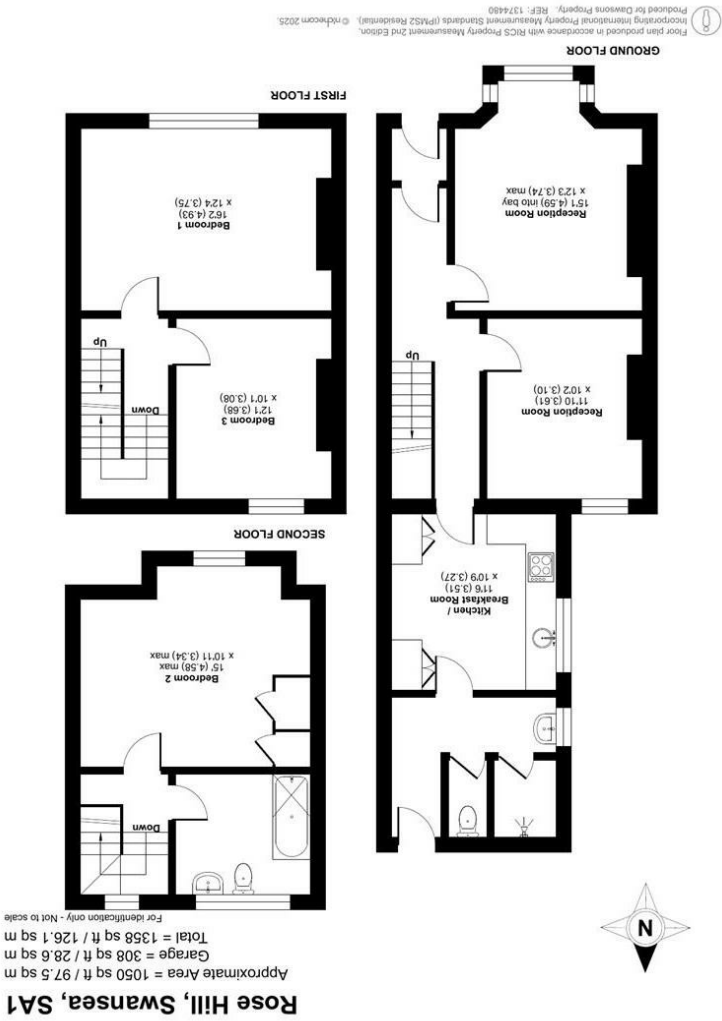 Rose Hill, Swansea, SA1
Approximate Area = 1050 sq ft / 97.5 sq m
Garage = 308 sq ft / 28.6 sq m
Total = 1358 sq ft / 126.1 sq m
For identification only - Not to scale
N
Down
Bedroom 2
15' (4.58) max
x 10'11 (3.34) max
SECOND FLOOR
Kitchen /
Breakfast Room
11'6 (3.51)
x 10'9 (3.27)
Reception Room
11'10 (3.61)
x 10'2 (3.10)
Up
Reception Room
15'1 (4.59) into bay
x 12'3 (3.74) max
GROUND FLOOR
Bedroom 3
12'1 (3.68)
x 10'1 (3.08)
Down
Up
Bedroom 1
16'2 (4.93)
x 12'4 (3.75)
FIRST FLOOR
Floor plan produced in accordance with RICS Property Measurement 2nd Edition,
Incorporating International Property Measurement Standards (IPMS2 Residential). © nichecom 2025.
Produced for Dawsons Property. REF: 1374480